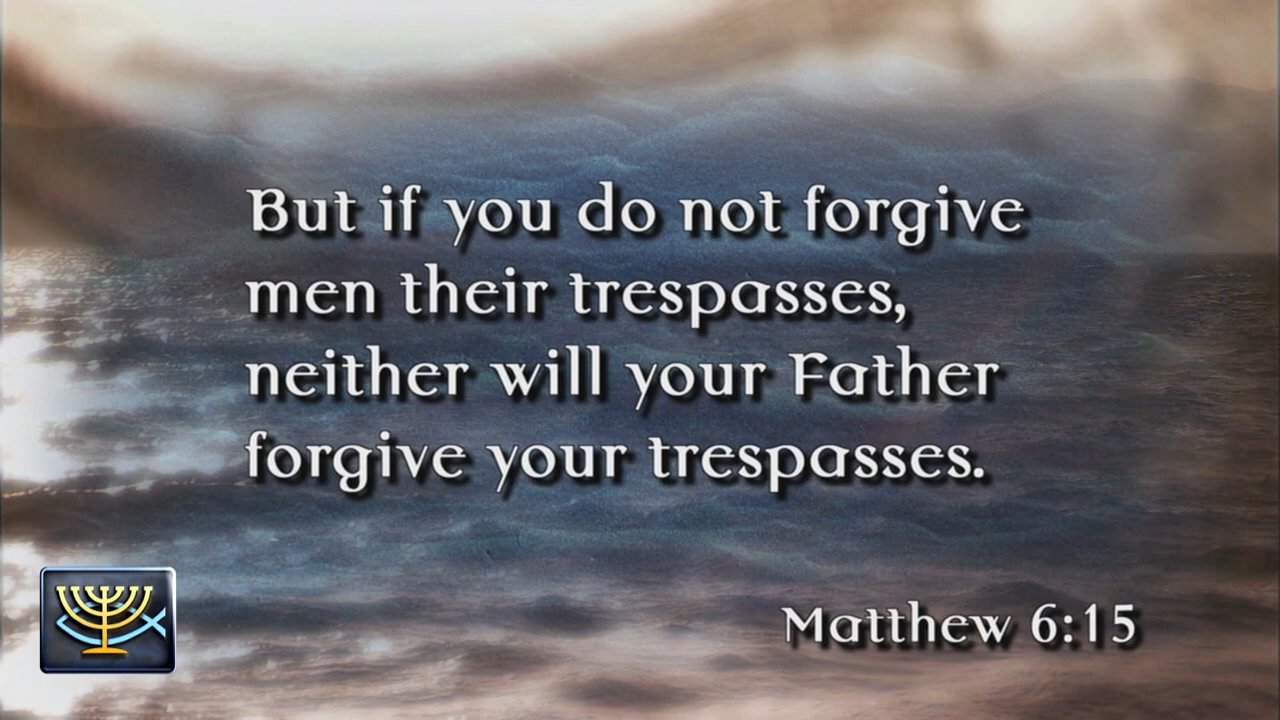 But if you do not forgive
men their trespasses,
neither will your Father
forgive your trespasses.
Matthew 6:15